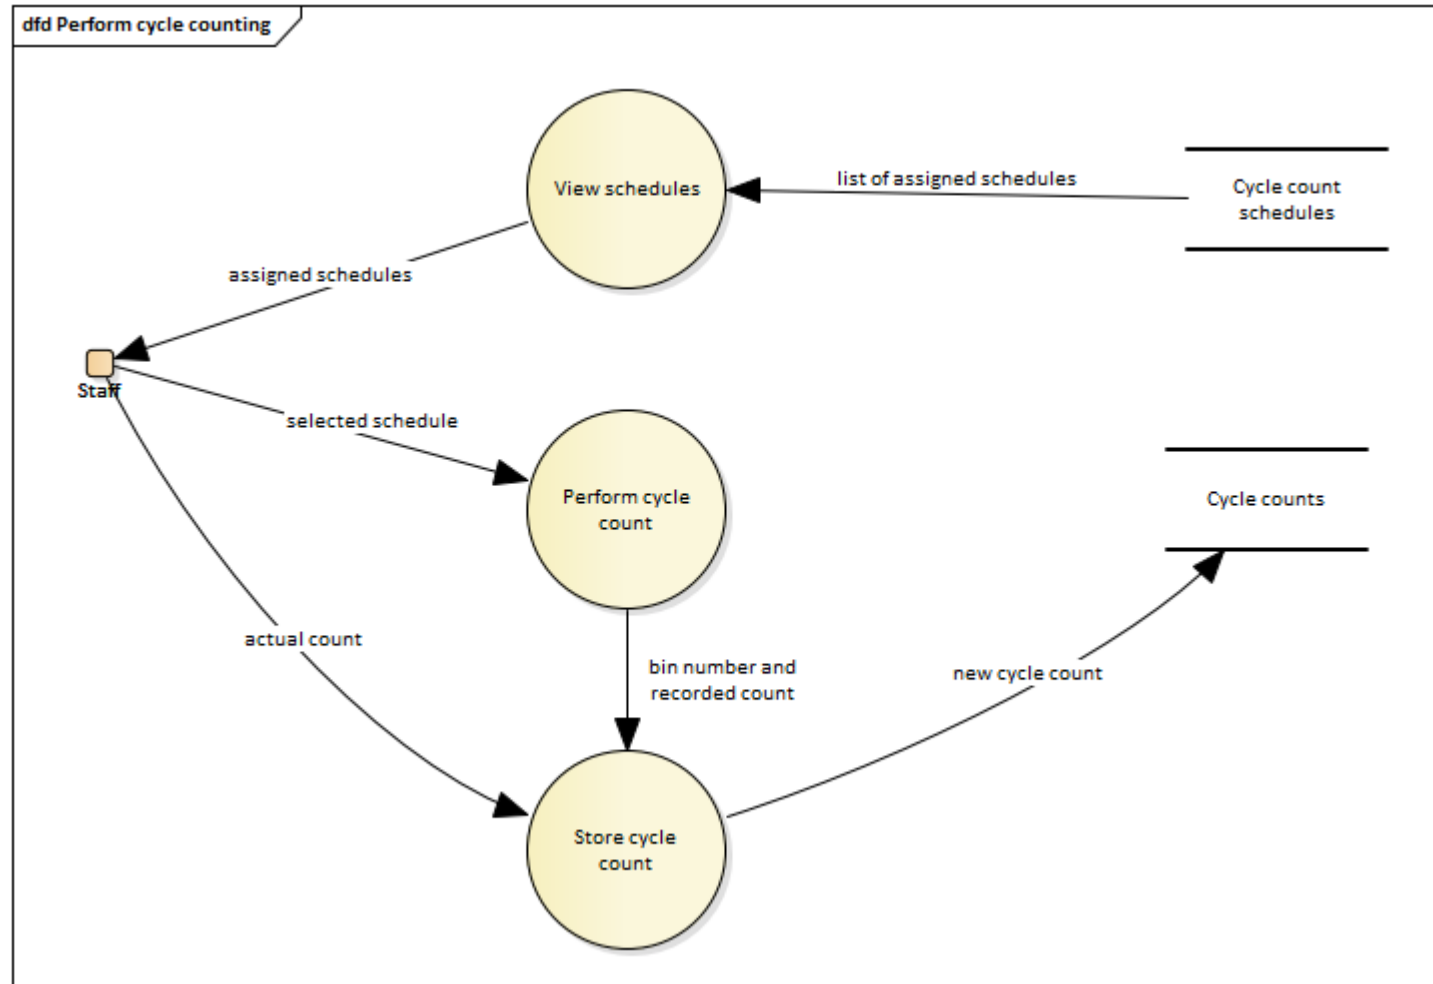 dfd Perform cycle counting
View schedules
list of assigned schedules
Cycle count
schedules
assigned schedules
Staff
selected schedule
Perform cycle
count
Cycle counts
actual count
bin number and
recorded count
new cycle count
Store cycle
count